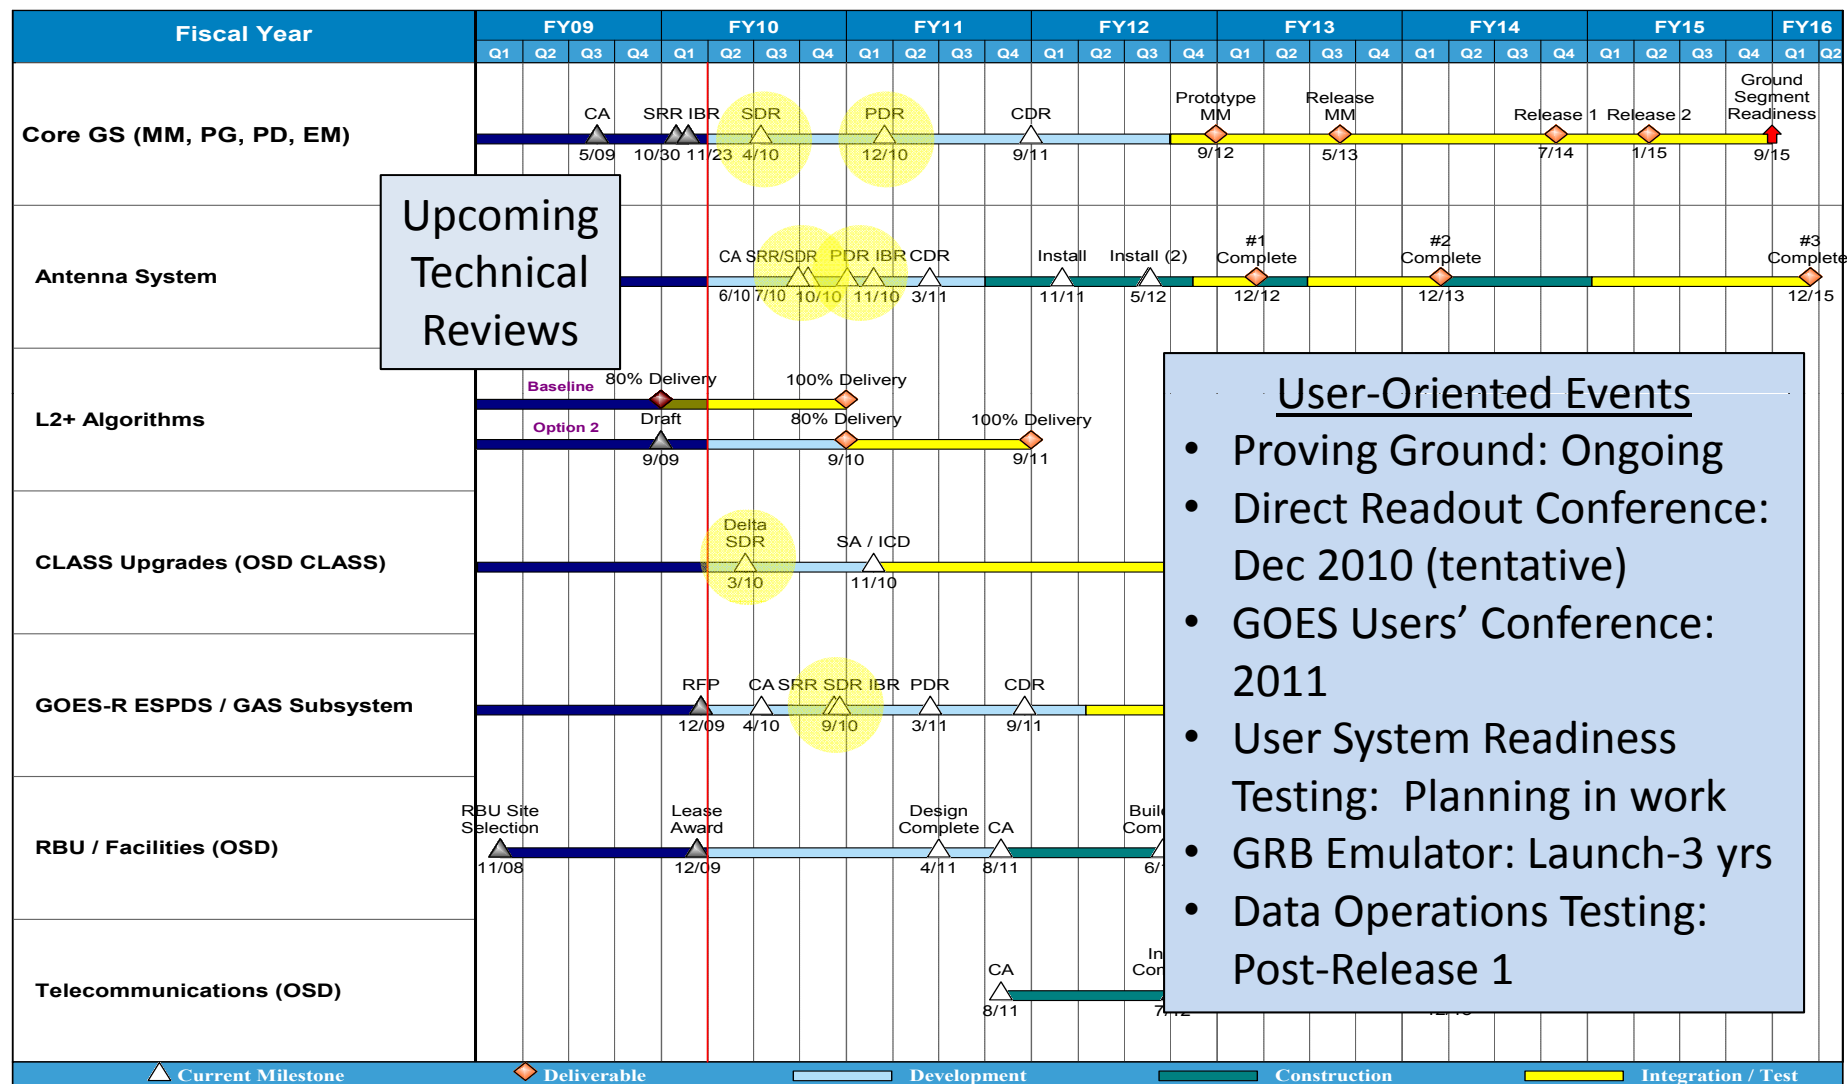 Fiscal Year
FY09 FY10 FY11 FY12 FY13 FY14 FY15 FY16
Q1 Q2 Q3 Q4 Q1 Q2 Q3 Q4 Q1 Q2 Q3 Q4 Q1 Q2 Q3 Q4 Q1 Q2 Q3 Q4 Q1 Q2 Q3 Q4 Q1 Q2 Q3 Q4 Q1 Q2
Core GS (MM, PG, PD, EM)
CA SRR IBR SDR PDR CDR
Prototype
MM
Release
MM
Release 1 Release 2
Ground
Segment
Readiness
5/09 10/30 11/23 4/10 12/10 9/11 9/12 5/13 7/14 1/15 9/15
Upcoming
Technical
Reviews
Antenna System
CA SRR/SDR PDR IBR CDR Install Install (2)
#1
Complete
#2
Complete
#3
Complete
6/10 7/10 10/10 11/10 3/11 11/11 5/12 12/12 12/13 12/15
L2+ Algorithms
Baseline 80% Delivery 100% Delivery
Option 2 Draft 80% Delivery 100% Delivery
9/09 9/10 9/11
CLASS Upgrades (OSD CLASS)
Delta
SDR
SA / ICD
3/10 11/10
GOES-R ESPDS / GAS Subsystem
RFP CA SRR SDR IBR PDR CDR
12/09 4/10 9/10 3/11 9/11
RBU / Facilities (OSD)
RBU Site
Selection
Lease
Award
Design
Complete
CA
11/08 12/09 4/11 8/11
Telecommunications (OSD)
CA
8/11
User-Oriented Events
• Proving Ground: Ongoing
• Direct Readout Conference:
Dec 2010 (tentative)
• GOES Users’ Conference:
2011
• User System Readiness
Testing: Planning in work
• GRB Emulator: Launch-3 yrs
• Data Operations Testing:
Post-Release 1
Current Milestone Deliverable Development Construction Integration / Test